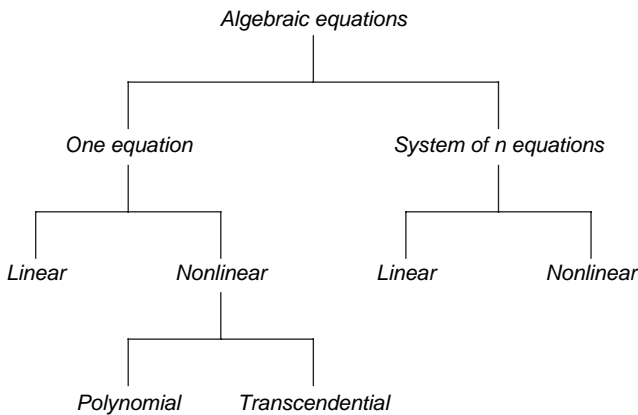 Algebraic equations
One equation
System of n equations
Linear
Nonlinear
Linear
Nonlinear
Polynomial
Transcendential